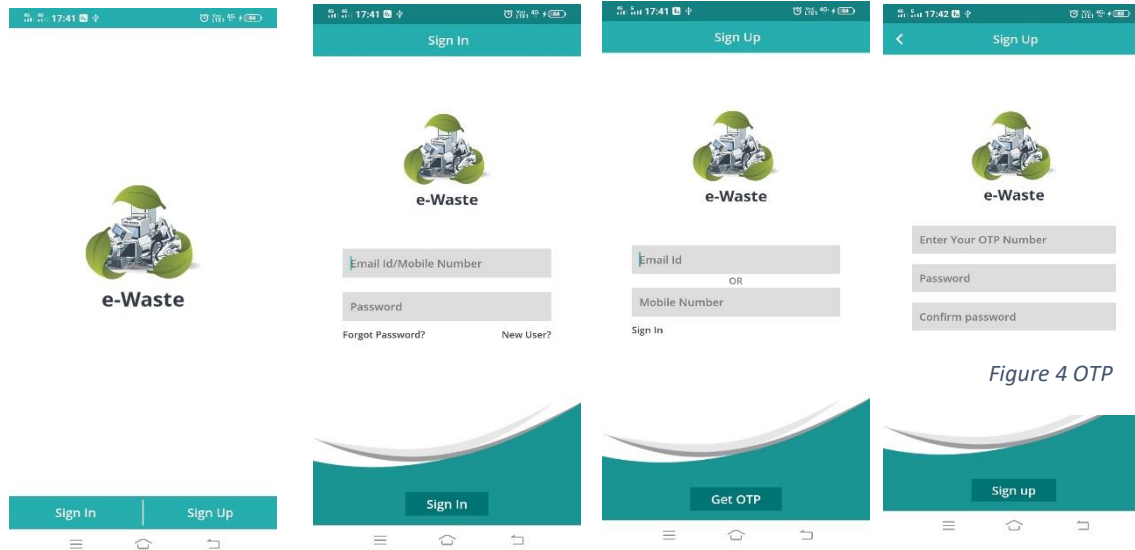 17:41
e-Waste
Sign In
Sign Up
17:41
Sign In
e-Waste
Email Id/Mobile Number
Password
Forgot Password? New User?
Sign In
17:41
Sign Up
e-Waste
Email Id
OR
Mobile Number
Sign In
Get OTP
17:42
Sign Up
e-Waste
Enter Your OTP Number
Password
Confirm password
Figure 4 OTP
Sign up